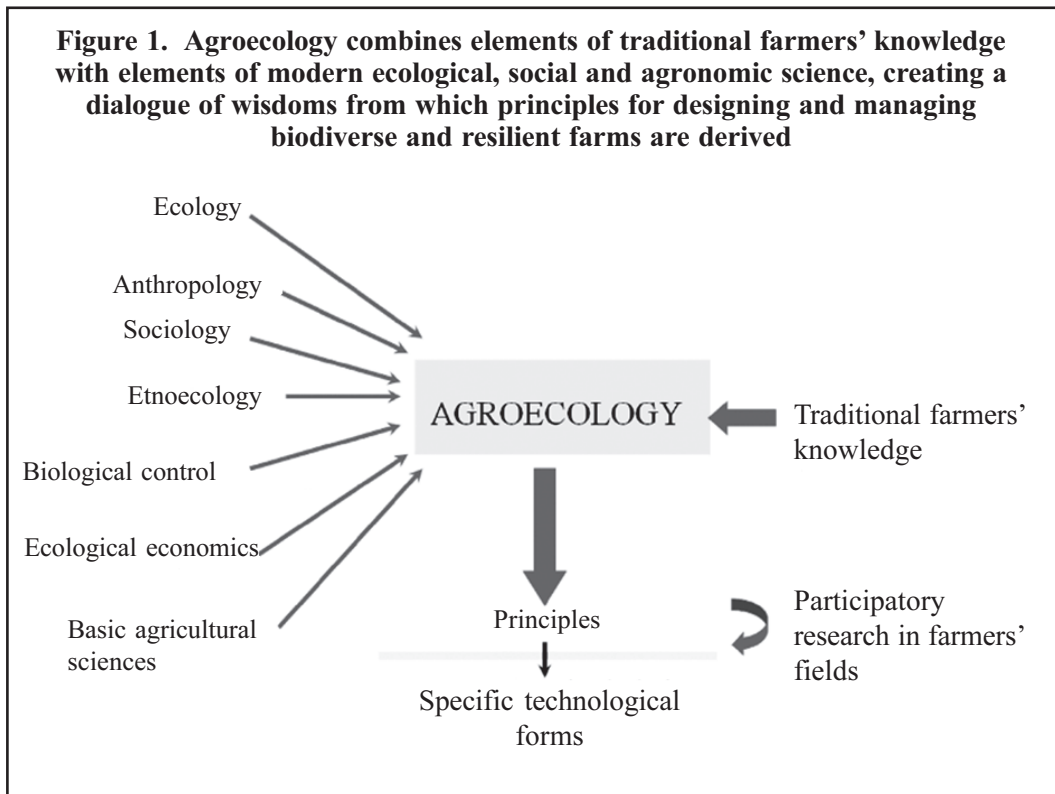 Figure 1. Agroecology combines elements of traditional farmers’ knowledge
with elements of modern ecological, social and agronomic science, creating a
dialogue of wisdoms from which principles for designing and managing
biodiverse and resilient farms are derived
Ecology
Anthropology
Sociology
Etnoecology
Biological control
Ecological economics
Basic agricultural
sciences
AGROECOLOGY
Traditional farmers’
knowledge
Principles
Participatory
research in farmers’
fields
Specific technological
forms